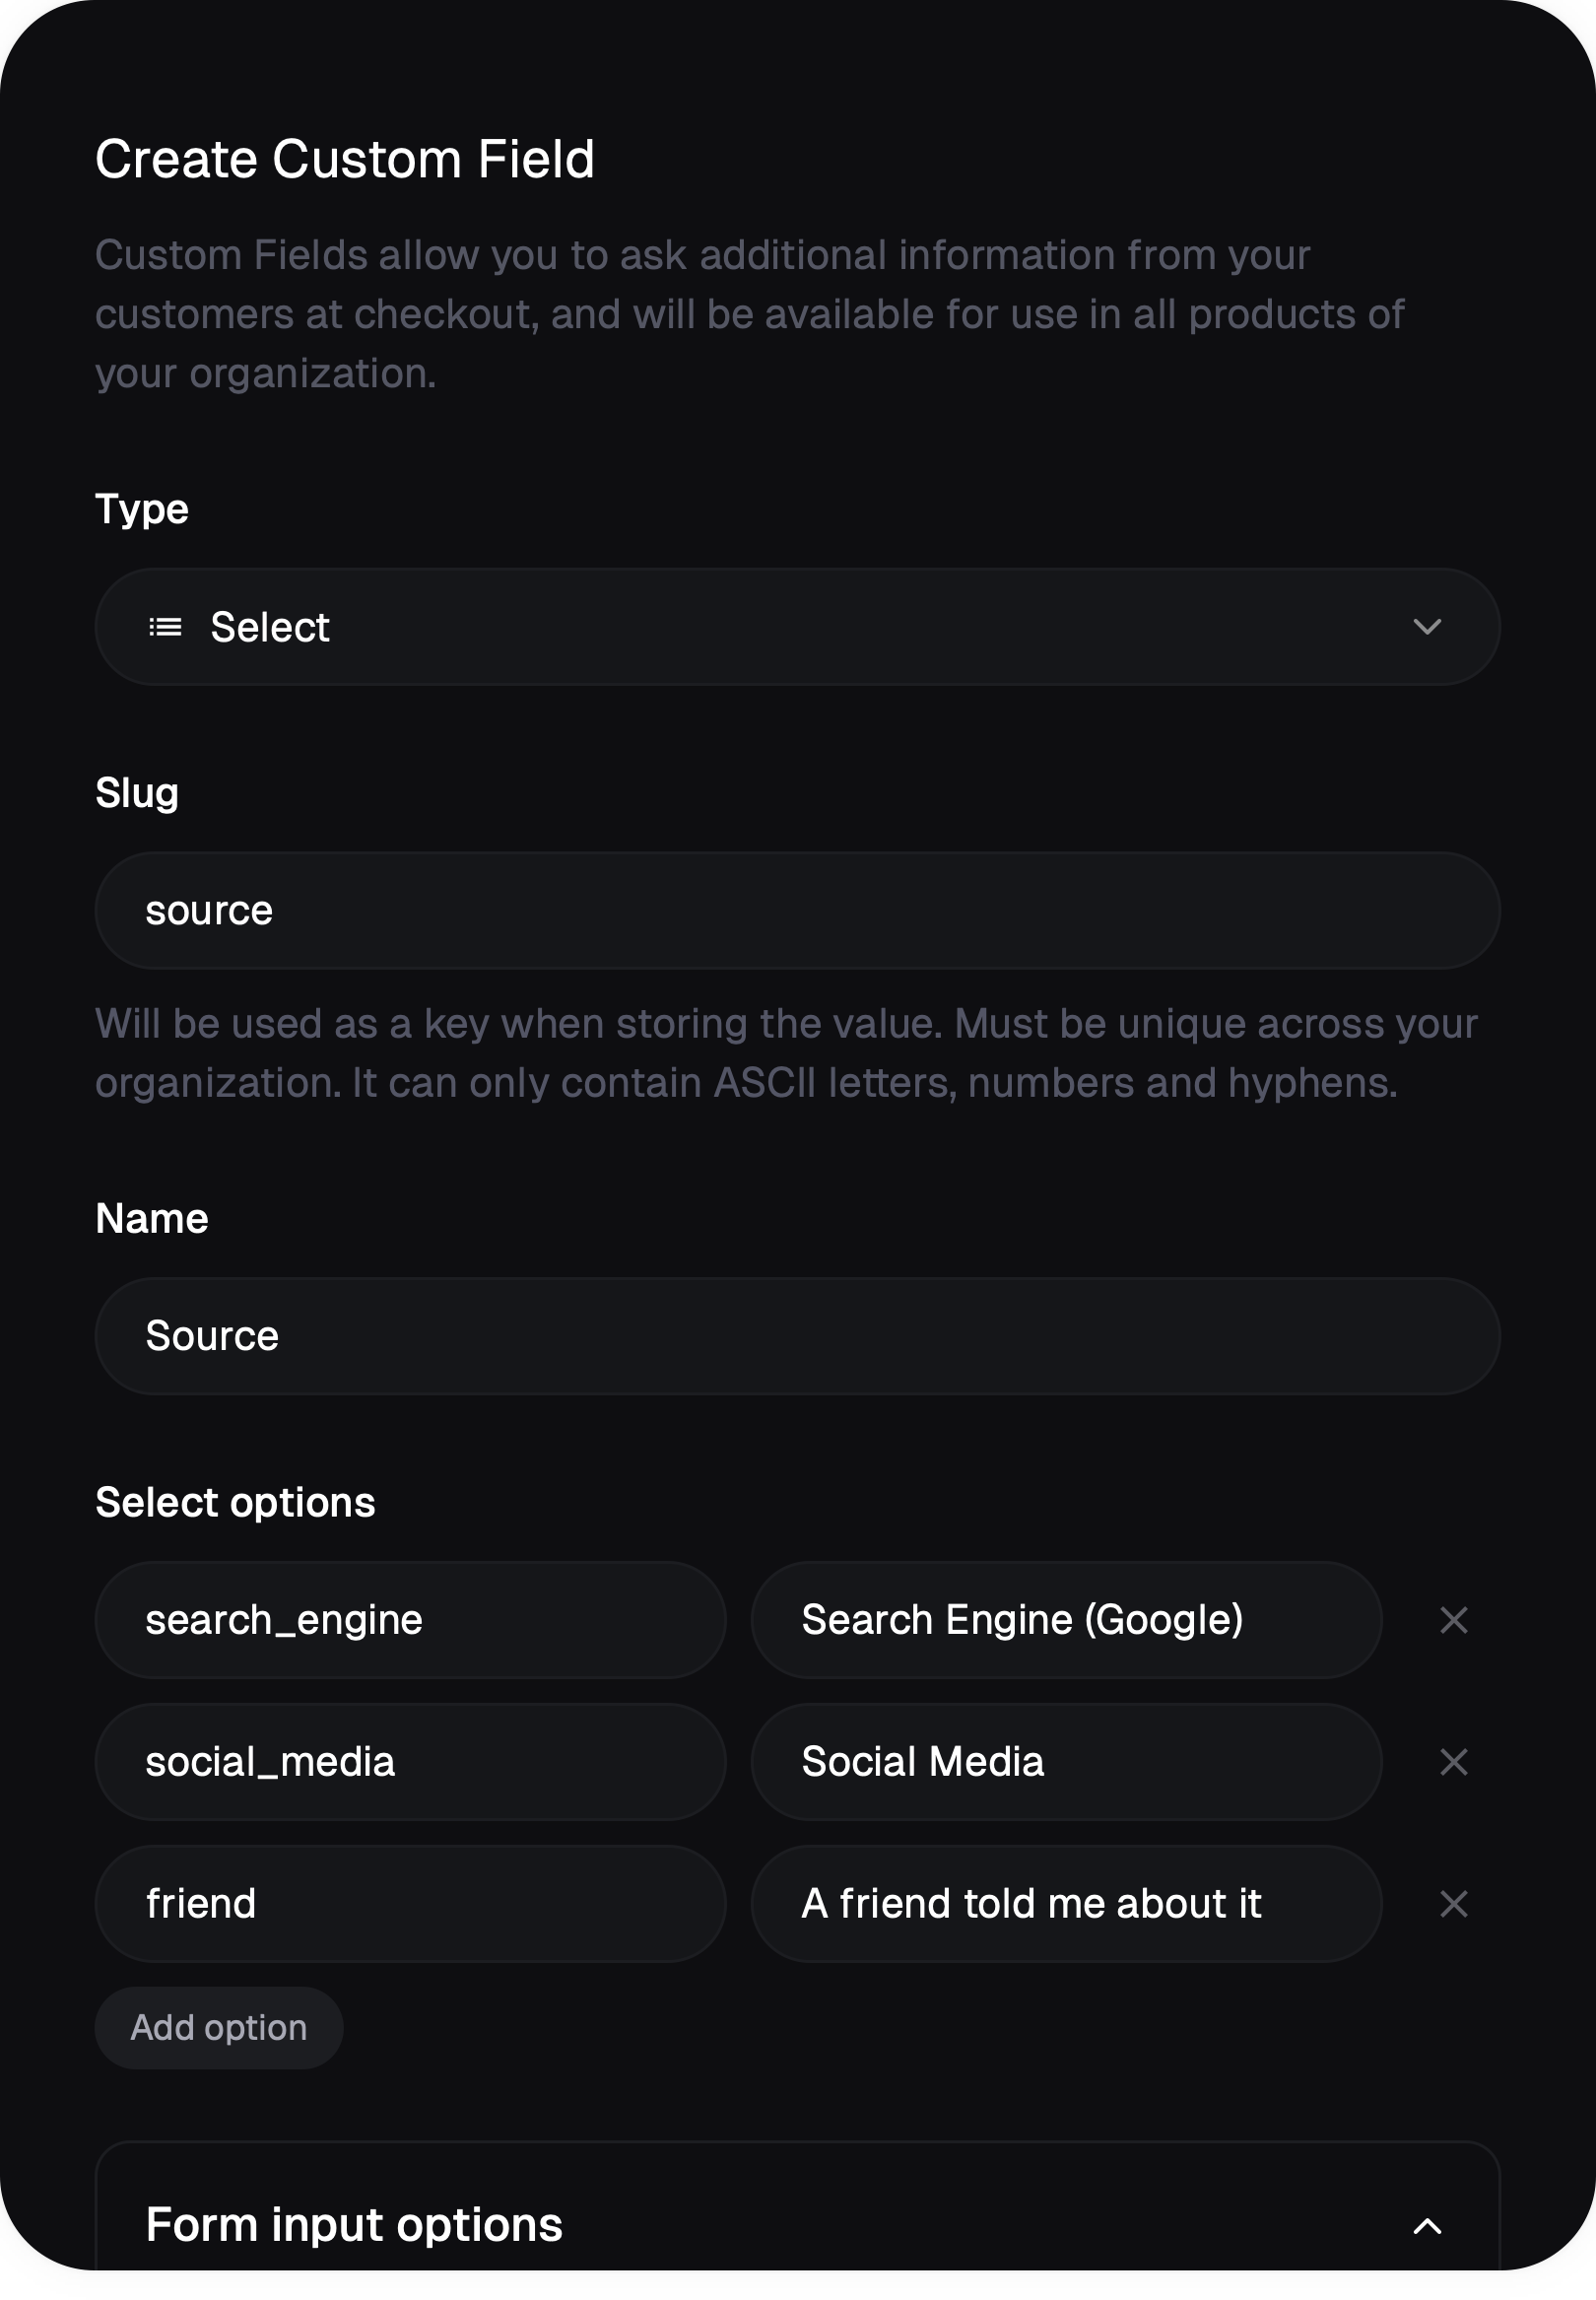 Create Custom Field
Custom Fields allow you to ask additional information from your
customers at checkout, and will be available for use in all products of
your organization.
Type
Select
Slug
source
Will be used as a key when storing the value. Must be unique across your
organization. It can only contain ASCII letters, numbers and hyphens.
Name
Source
Select options
search_engine Search Engine (Google)
social_media Social Media
friend A friend told me about it
Add option
Form input options